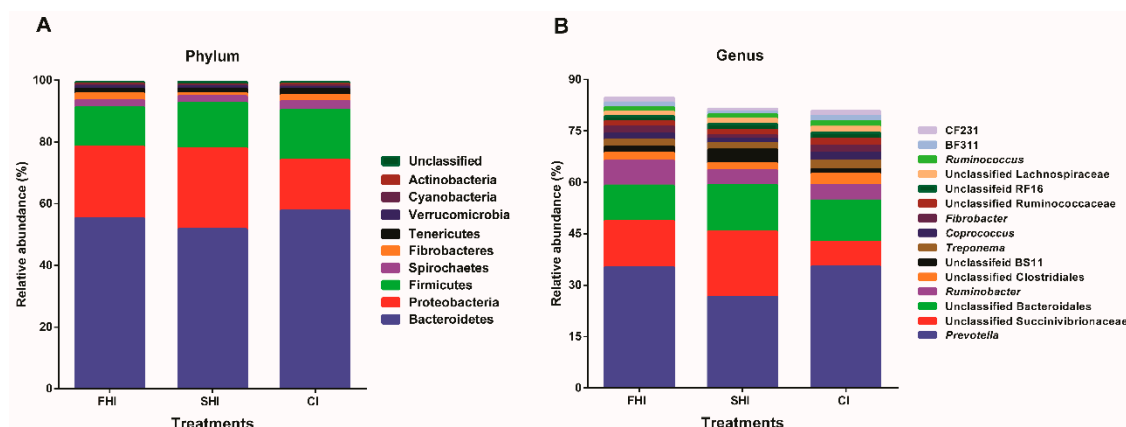 A
Phylum
Relative abundance (%)
100
80
60
40
20
0
FHI
SHI
CI
Treatments
Unclassified
Actinobacteria
Cyanobacteria
Verrucomicrobia
Tenericutes
Fibrobacteres
Spirochaetes
Firmicutes
Proteobacteria
Bacteroidetes
B
Genus
Relative abundance (%)
90
75
60
45
30
15
0
FHI
SHI
CI
Treatments
CF231
BF311
Ruminococcus
Unclassified Lachnospiraceae
Unclassifeid RF16
Unclassified Ruminococcaceae
Fibrobacter
Coprococcus
Treponema
Unclassifeid BS11
Unclassified Clostridiales
Ruminobacter
Unclassified Bacteroidales
Unclassified Succinivibrionaceae
Prevotella